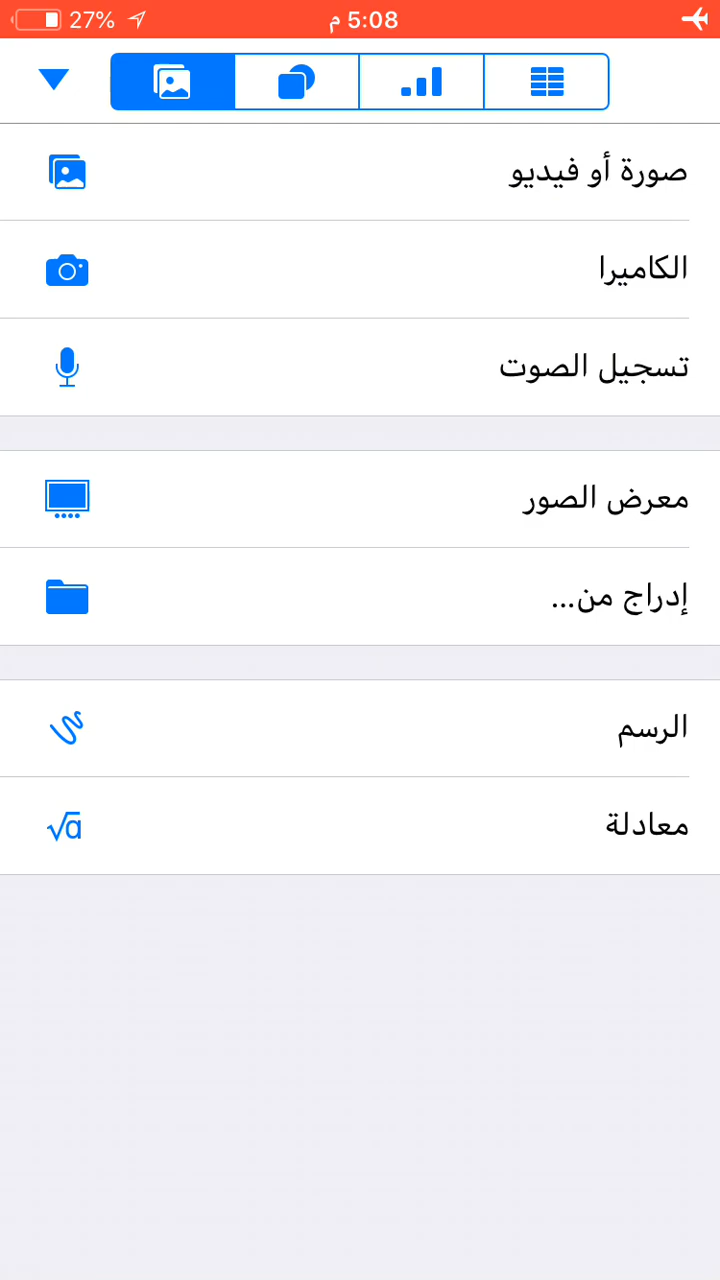 27% 5:08 م
صورة أو فيديو
الكاميرا
تسجيل الصوت
معرض الصور
إدراج من...
الرسم
معادلة
√a